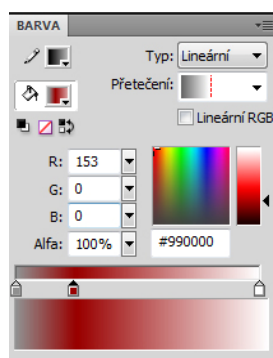 BARVA
Typ: Lineární
Přetečení:
Lineární RGB
R: 153
G: 0
B: 0
Alfa: 100% #990000